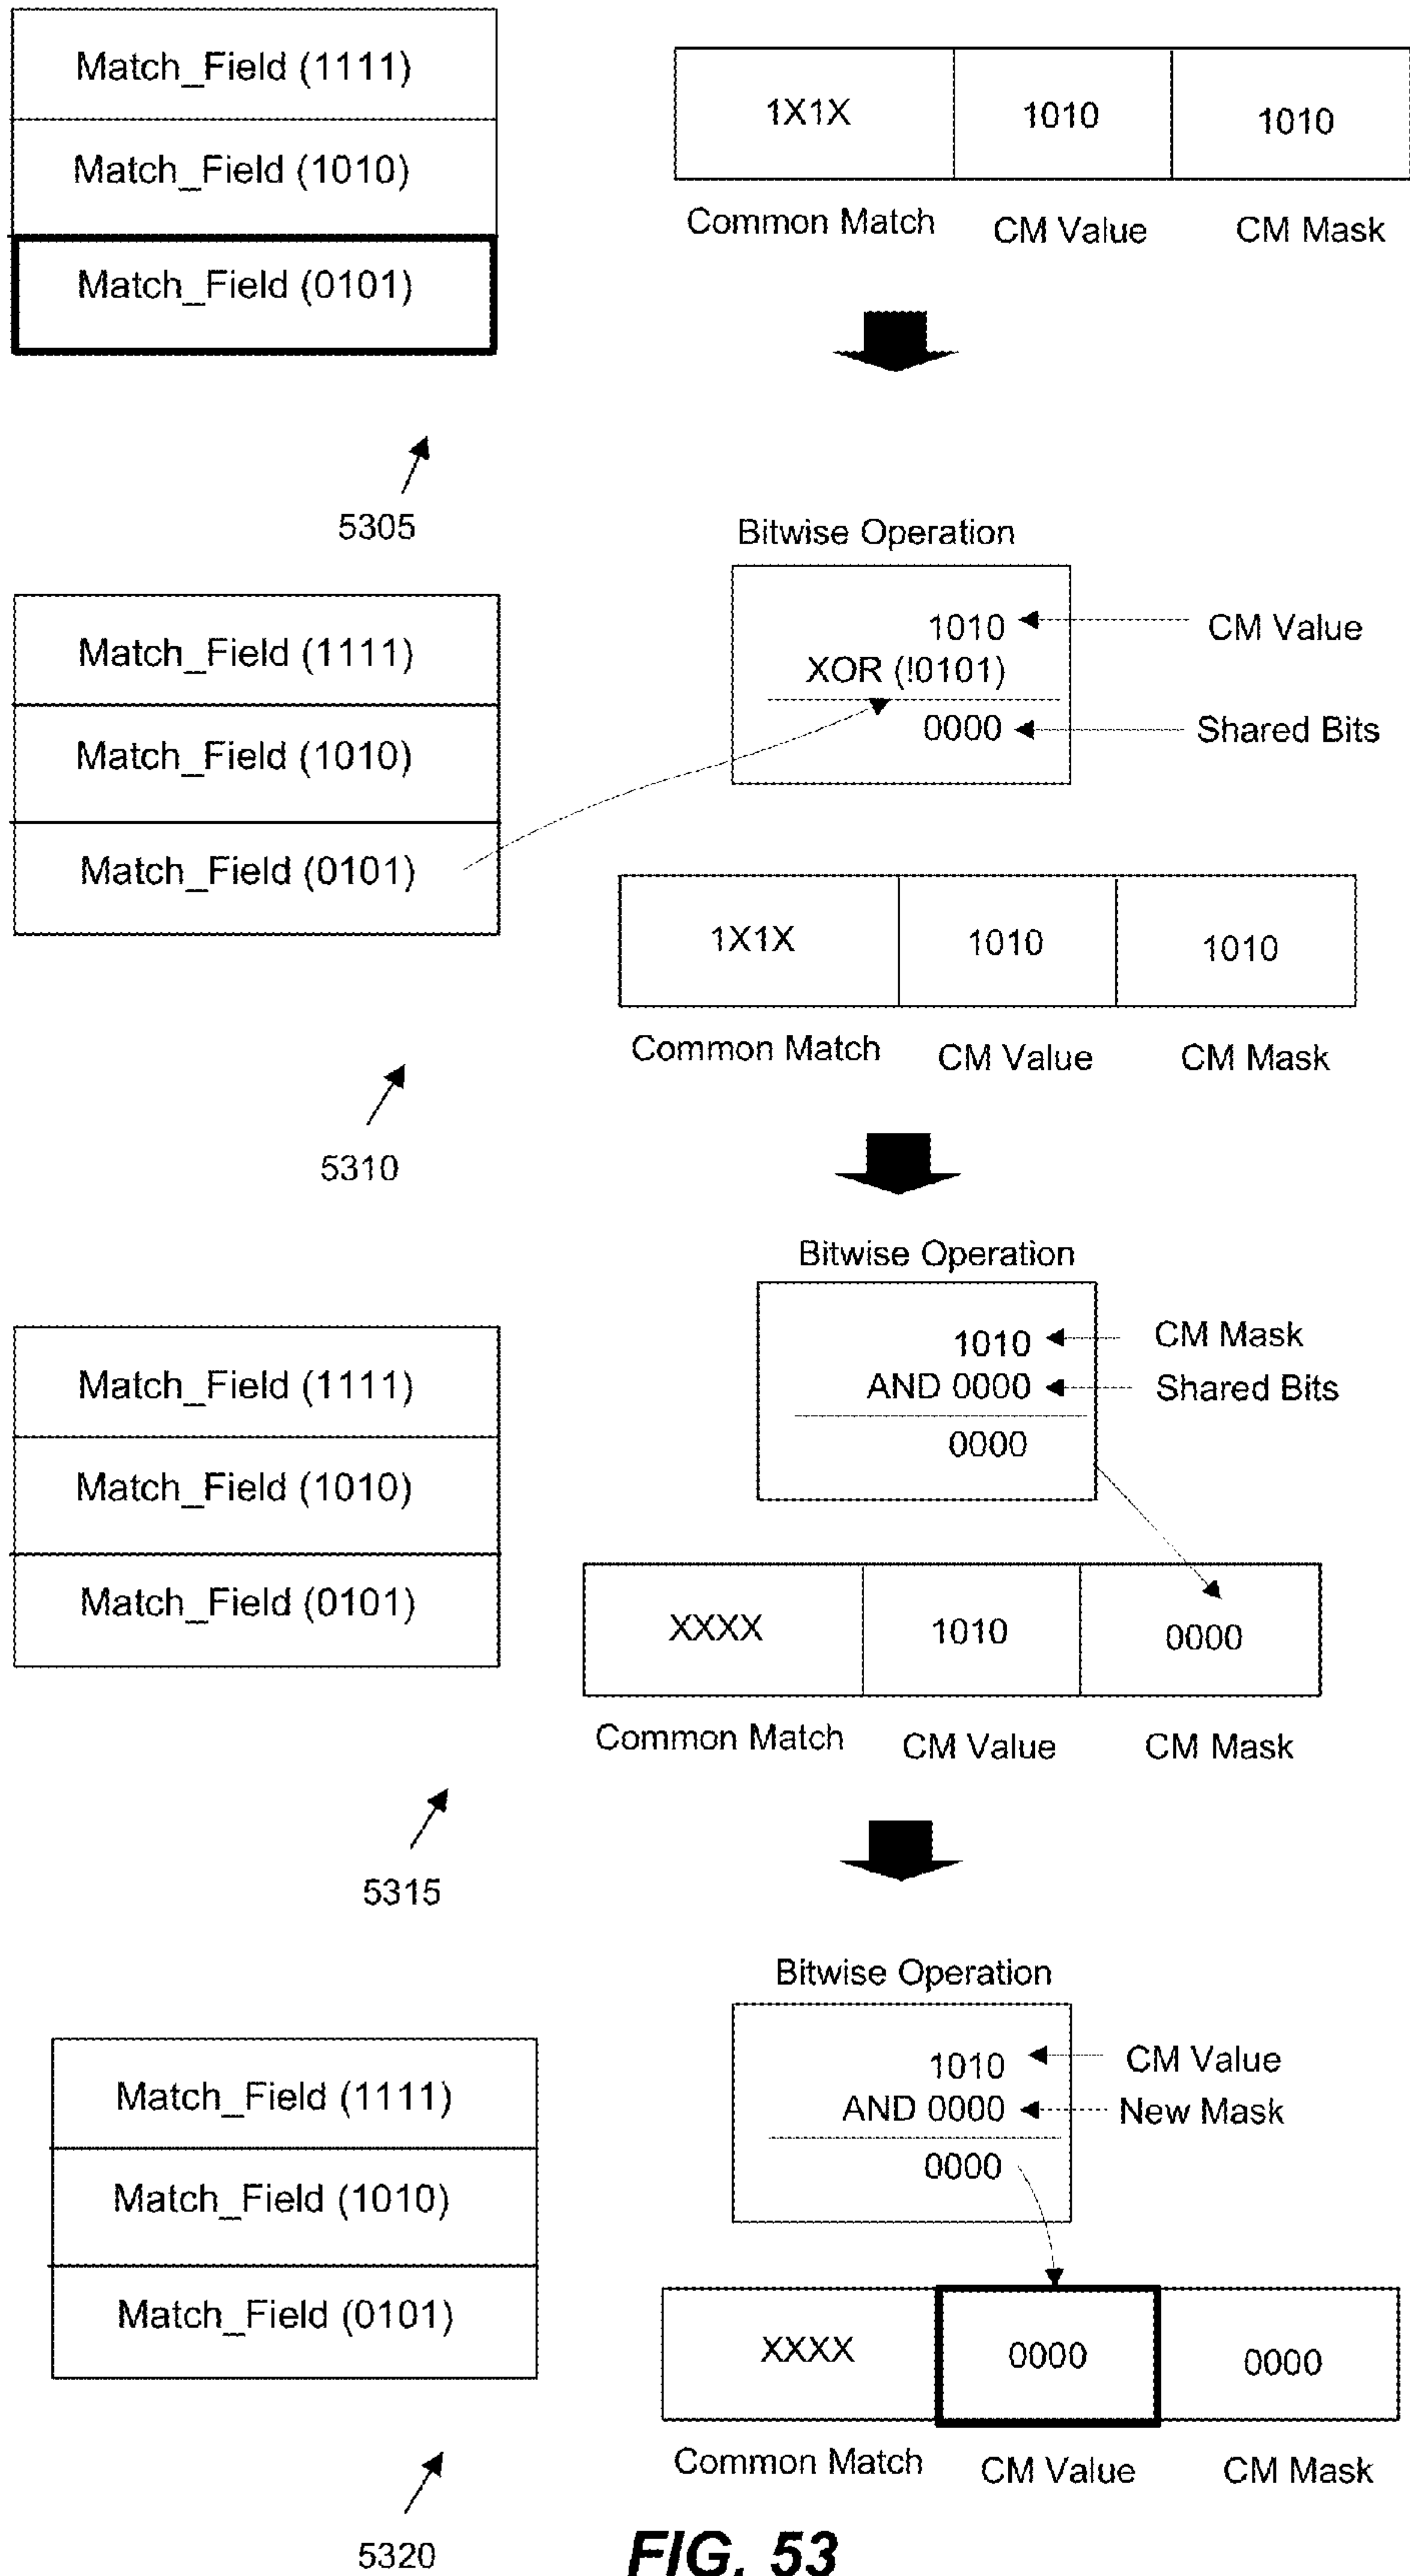 Match_Field (1111)
Match_Field (1010)
Match_Field (0101)
1X1X 1010 1010
Common Match CM Value CM Mask
5305
Bitwise Operation
1010 CM Value
XOR (!0101)
0000 Shared Bits
Match_Field (1111)
Match_Field (1010)
Match_Field (0101)
1X1X 1010 1010
Common Match CM Value CM Mask
5310
Bitwise Operation
1010 CM Mask
AND 0000 Shared Bits
0000
Match_Field (1111)
Match_Field (1010)
Match_Field (0101)
XXXX 1010 0000
Common Match CM Value CM Mask
5315
Bitwise Operation
1010 CM Value
AND 0000 New Mask
0000
Match_Field (1111)
Match_Field (1010)
Match_Field (0101)
XXXX 0000 0000
Common Match CM Value CM Mask
5320
FIG. 53